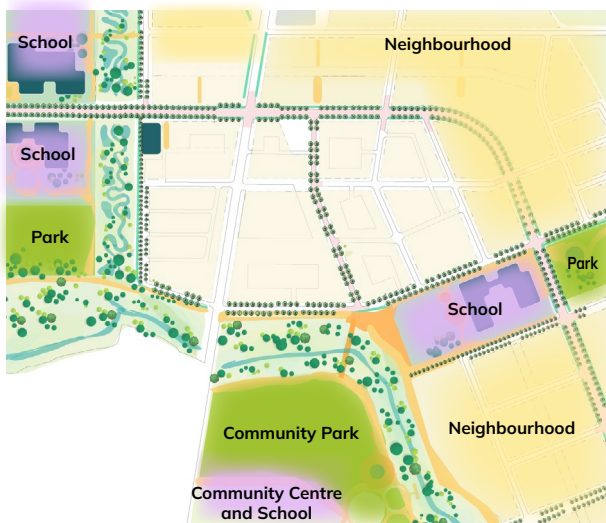 School
Neighbourhood
School
Park
Park
School
Community Park
Neighbourhood
Community Centre
and School